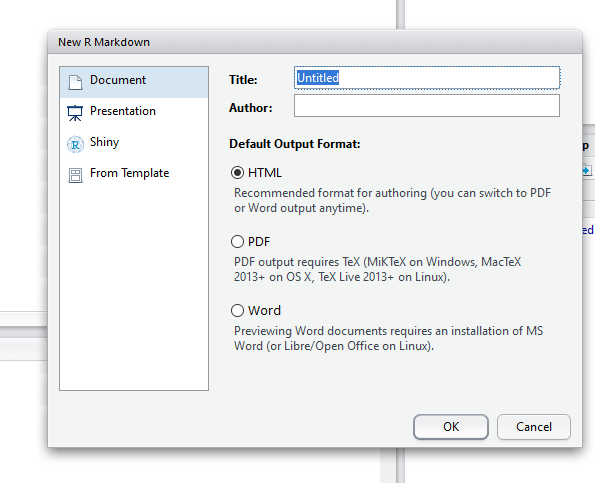 New R Markdown
Document
Presentation
Shiny
From Template
Title: Untitled
Author:
Default Output Format:
HTML
Recommended format for authoring (you can switch to PDF
or Word output anytime).
PDF
PDF output requires TeX (MiKTeX on Windows, MacTeX
2013+ on OS X, TeX Live 2013+ on Linux).
Word
Previewing Word documents requires an installation of MS
Word (or Libre/Open Office on Linux).
OK Cancel